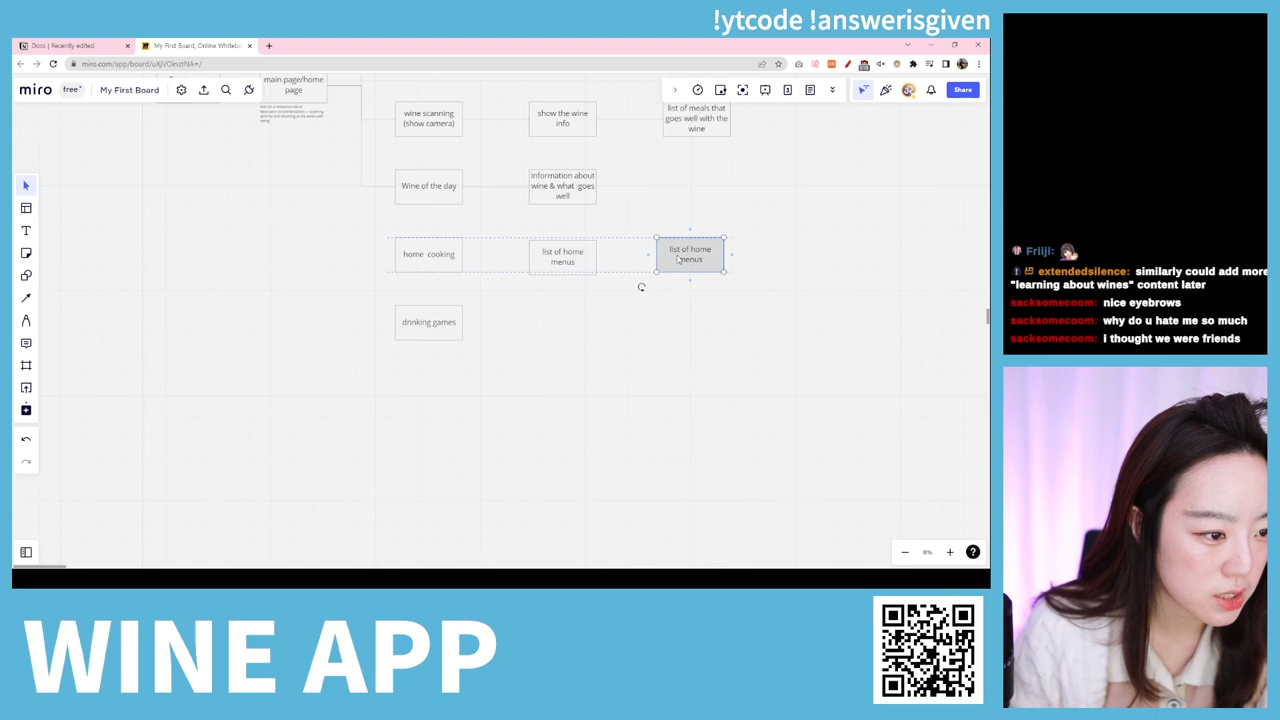 !ytcode !answerisgiven
Docs | Recently edited
My First Board, Online Whiteb
miro.com/app/board/uXjVOinztNA=/
miro
free
My First Board
Share
main page/home
page
wine scanning
(show camera)
show the wine
info
list of meals that
goes well with the
wine
Wine of the day
information about
wine & what goes
well
home cooking
list of home
menus
list of home
menus
drinking games
8%
Friiji:
extendedsilence: similarly could add more
"learning about wines" content later
sacksomecoom: nice eyebrows
sacksomecoom: why do u hate me so much
sacksomecoom: i thought we were friends
WINE APP